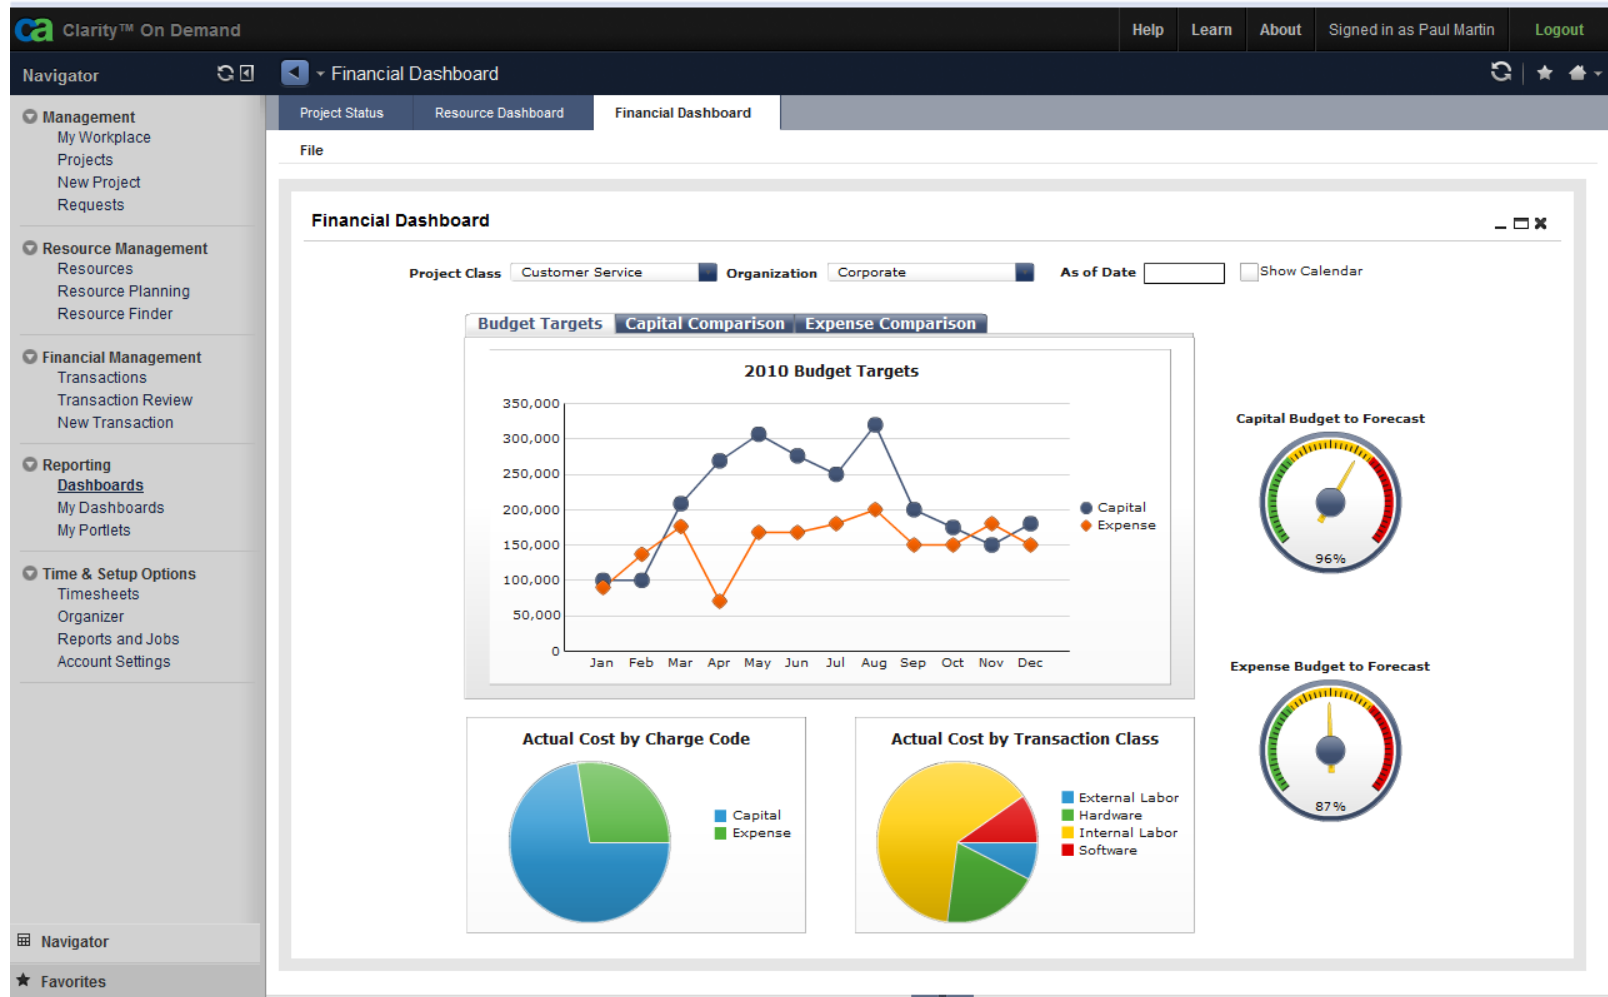 ca Clarity™ On Demand
Help Learn About Signed in as Paul Martin Logout
Navigator
Financial Dashboard
Management
My Workplace
Projects
New Project
Requests
Resource Management
Resources
Resource Planning
Resource Finder
Financial Management
Transactions
Transaction Review
New Transaction
Reporting
Dashboards
My Dashboards
My Portlets
Time & Setup Options
Timesheets
Organizer
Reports and Jobs
Account Settings
Navigator
Favorites
Project Status Resource Dashboard Financial Dashboard
File
Financial Dashboard
Project Class Customer Service Organization Corporate As of Date Show Calendar
Budget Targets Capital Comparison Expense Comparison
2010 Budget Targets
350,000
300,000
250,000
200,000
150,000
100,000
50,000
0
Jan Feb Mar Apr May Jun Jul Aug Sep Oct Nov Dec
Capital
Expense
Capital Budget to Forecast
96%
Expense Budget to Forecast
87%
Actual Cost by Charge Code
Capital
Expense
Actual Cost by Transaction Class
External Labor
Hardware
Internal Labor
Software